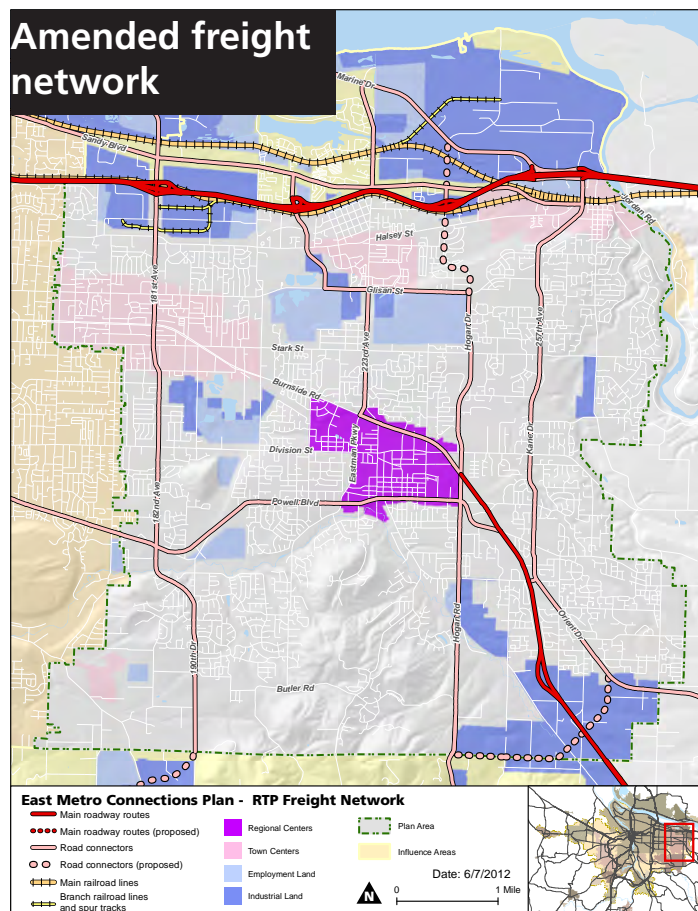 Amended freight
network
Marine Dr
Sandy Blvd
Jorden Rd
Halsey St
181st Ave
Glisan St
Hogan Dr
257th Ave
223rd Ave
Stark St
Burnside Rd
Eastman Pkwy
Kane Dr
Division St
182nd Ave
Powell Blvd
190th Dr
Hogan Rd
Orient Dr
Butler Rd
East Metro Connections Plan - RTP Freight Network
Main roadway routes
Main roadway routes (proposed)
Road connectors
Road connectors (proposed)
Main railroad lines
Branch railroad lines
and spur tracks
Regional Centers
Town Centers
Employment Land
Industrial Land
Plan Area
Influence Areas
Date: 6/7/2012
N
0 1 Mile